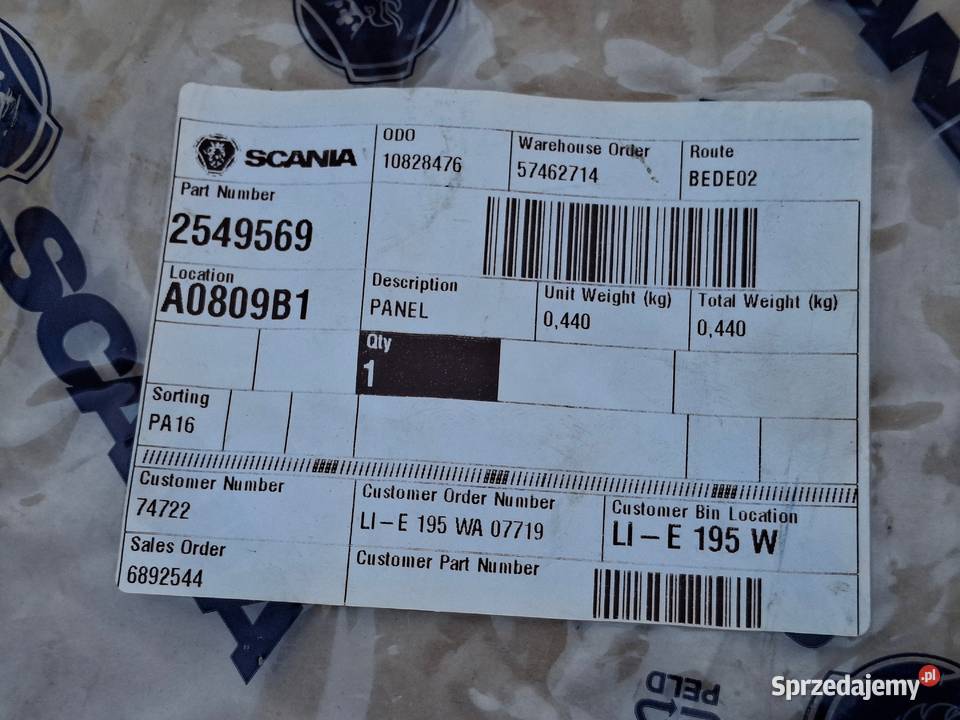 SCANIA
ODO
10828476
Warehouse Order
57462714
Route
BEDE02
Part Number
2549569
Location
A0809B1
Description
PANEL
Unit Weight (kg)
0,440
Total Weight (kg)
0,440
Qty
1
Sorting
PA16
Customer Number
74722
Customer Order Number
LI-E 195 WA 07719
Customer Bin Location
LI-E 195 W
Sales Order
6892544
Customer Part Number
SCANIA
PELD
Sprzedajemy.pl